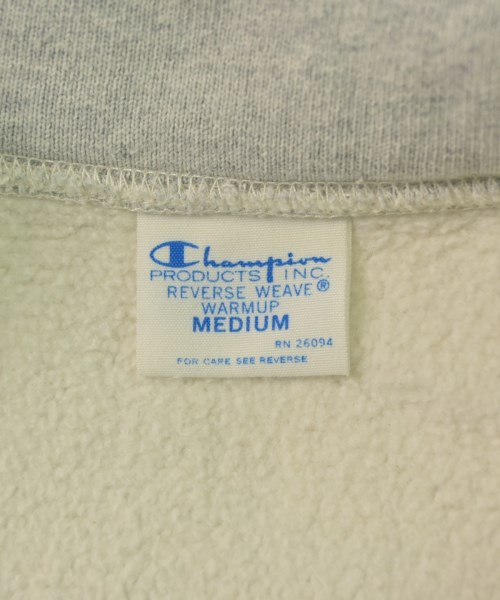 Champion
PRODUCTS INC.
REVERSE WEAVE®
WARMUP
MEDIUM
RN 26094
FOR CARE SEE REVERSE